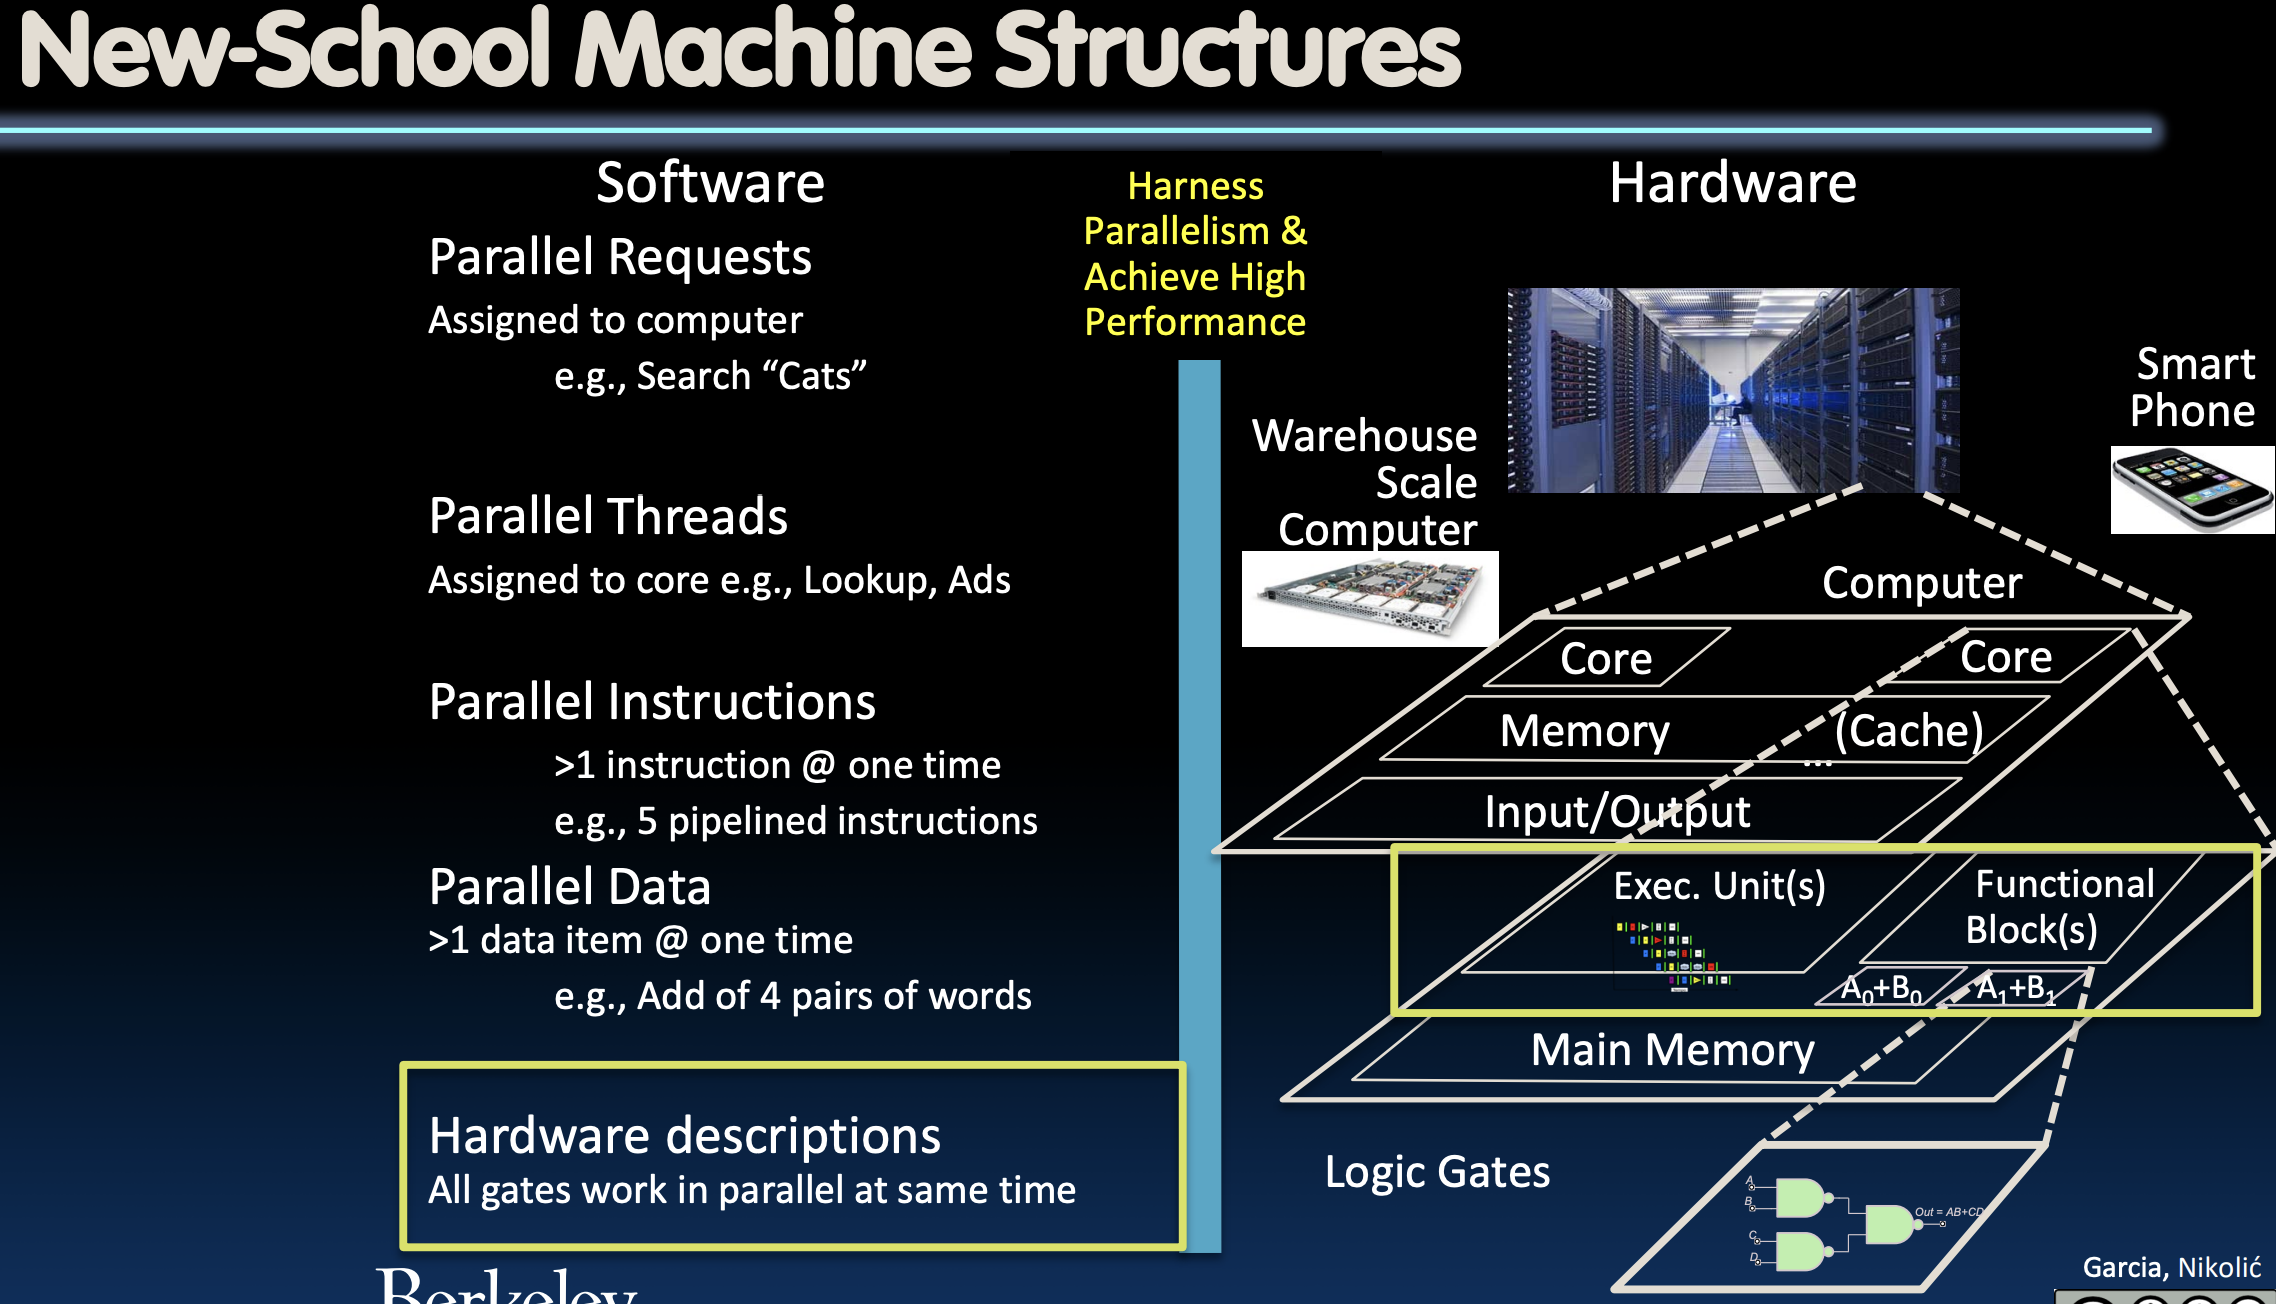 New-School Machine Structures
Software
Harness
Parallelism &
Achieve High
Performance
Hardware
Parallel Requests
Assigned to computer
e.g., Search “Cats”
Parallel Threads
Assigned to core e.g., Lookup, Ads
Parallel Instructions
>1 instruction @ one time
e.g., 5 pipelined instructions
Parallel Data
>1 data item @ one time
e.g., Add of 4 pairs of words
Hardware descriptions
All gates work in parallel at same time
Warehouse
Scale
Computer
Smart
Phone
Computer
Core
Core
Memory (Cache)
...
Input/Output
Exec. Unit(s)
Functional
Block(s)
A₀+B₀
A₁+B₁
Main Memory
Logic Gates
A
B
C
D
Out = AB+CD
Berkeley
Garcia, Nikolić